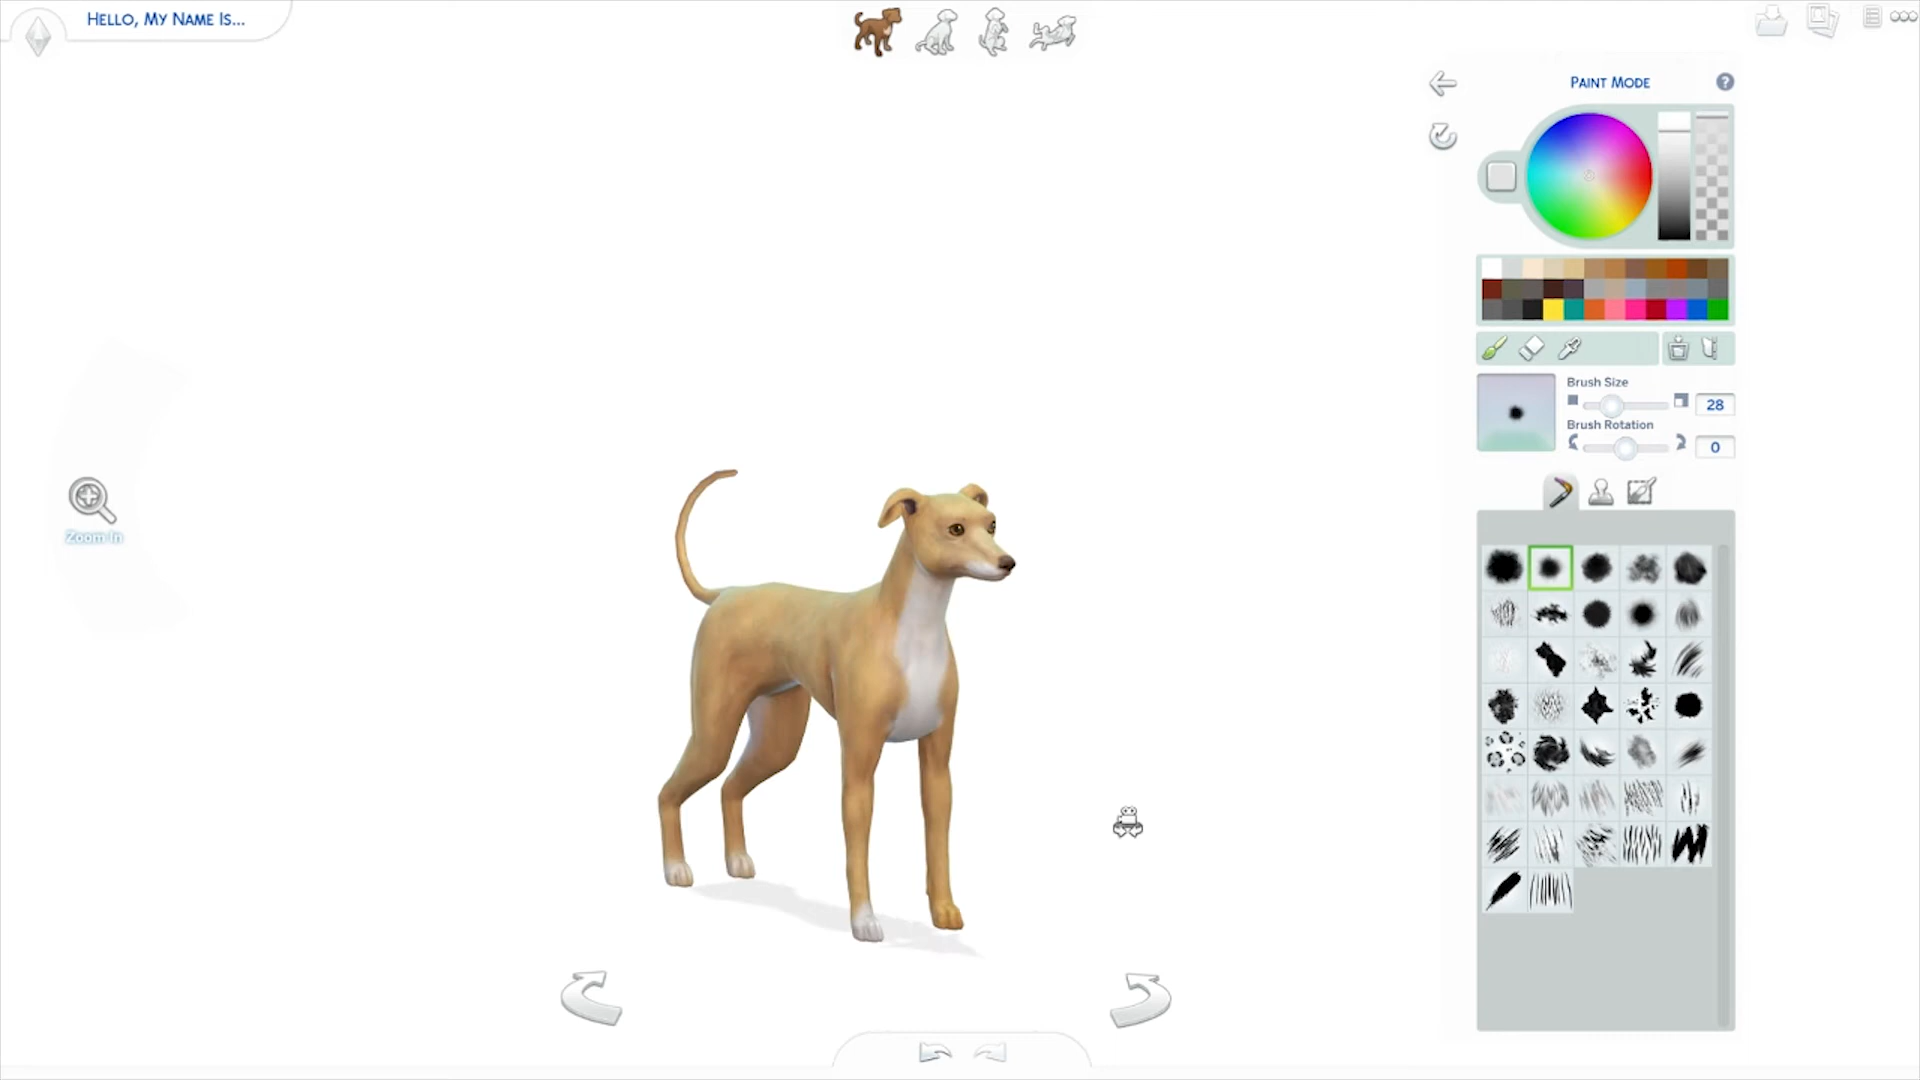 Hello, My Name Is...
Paint Mode
?
Brush Size
28
Brush Rotation
0
Zoom In